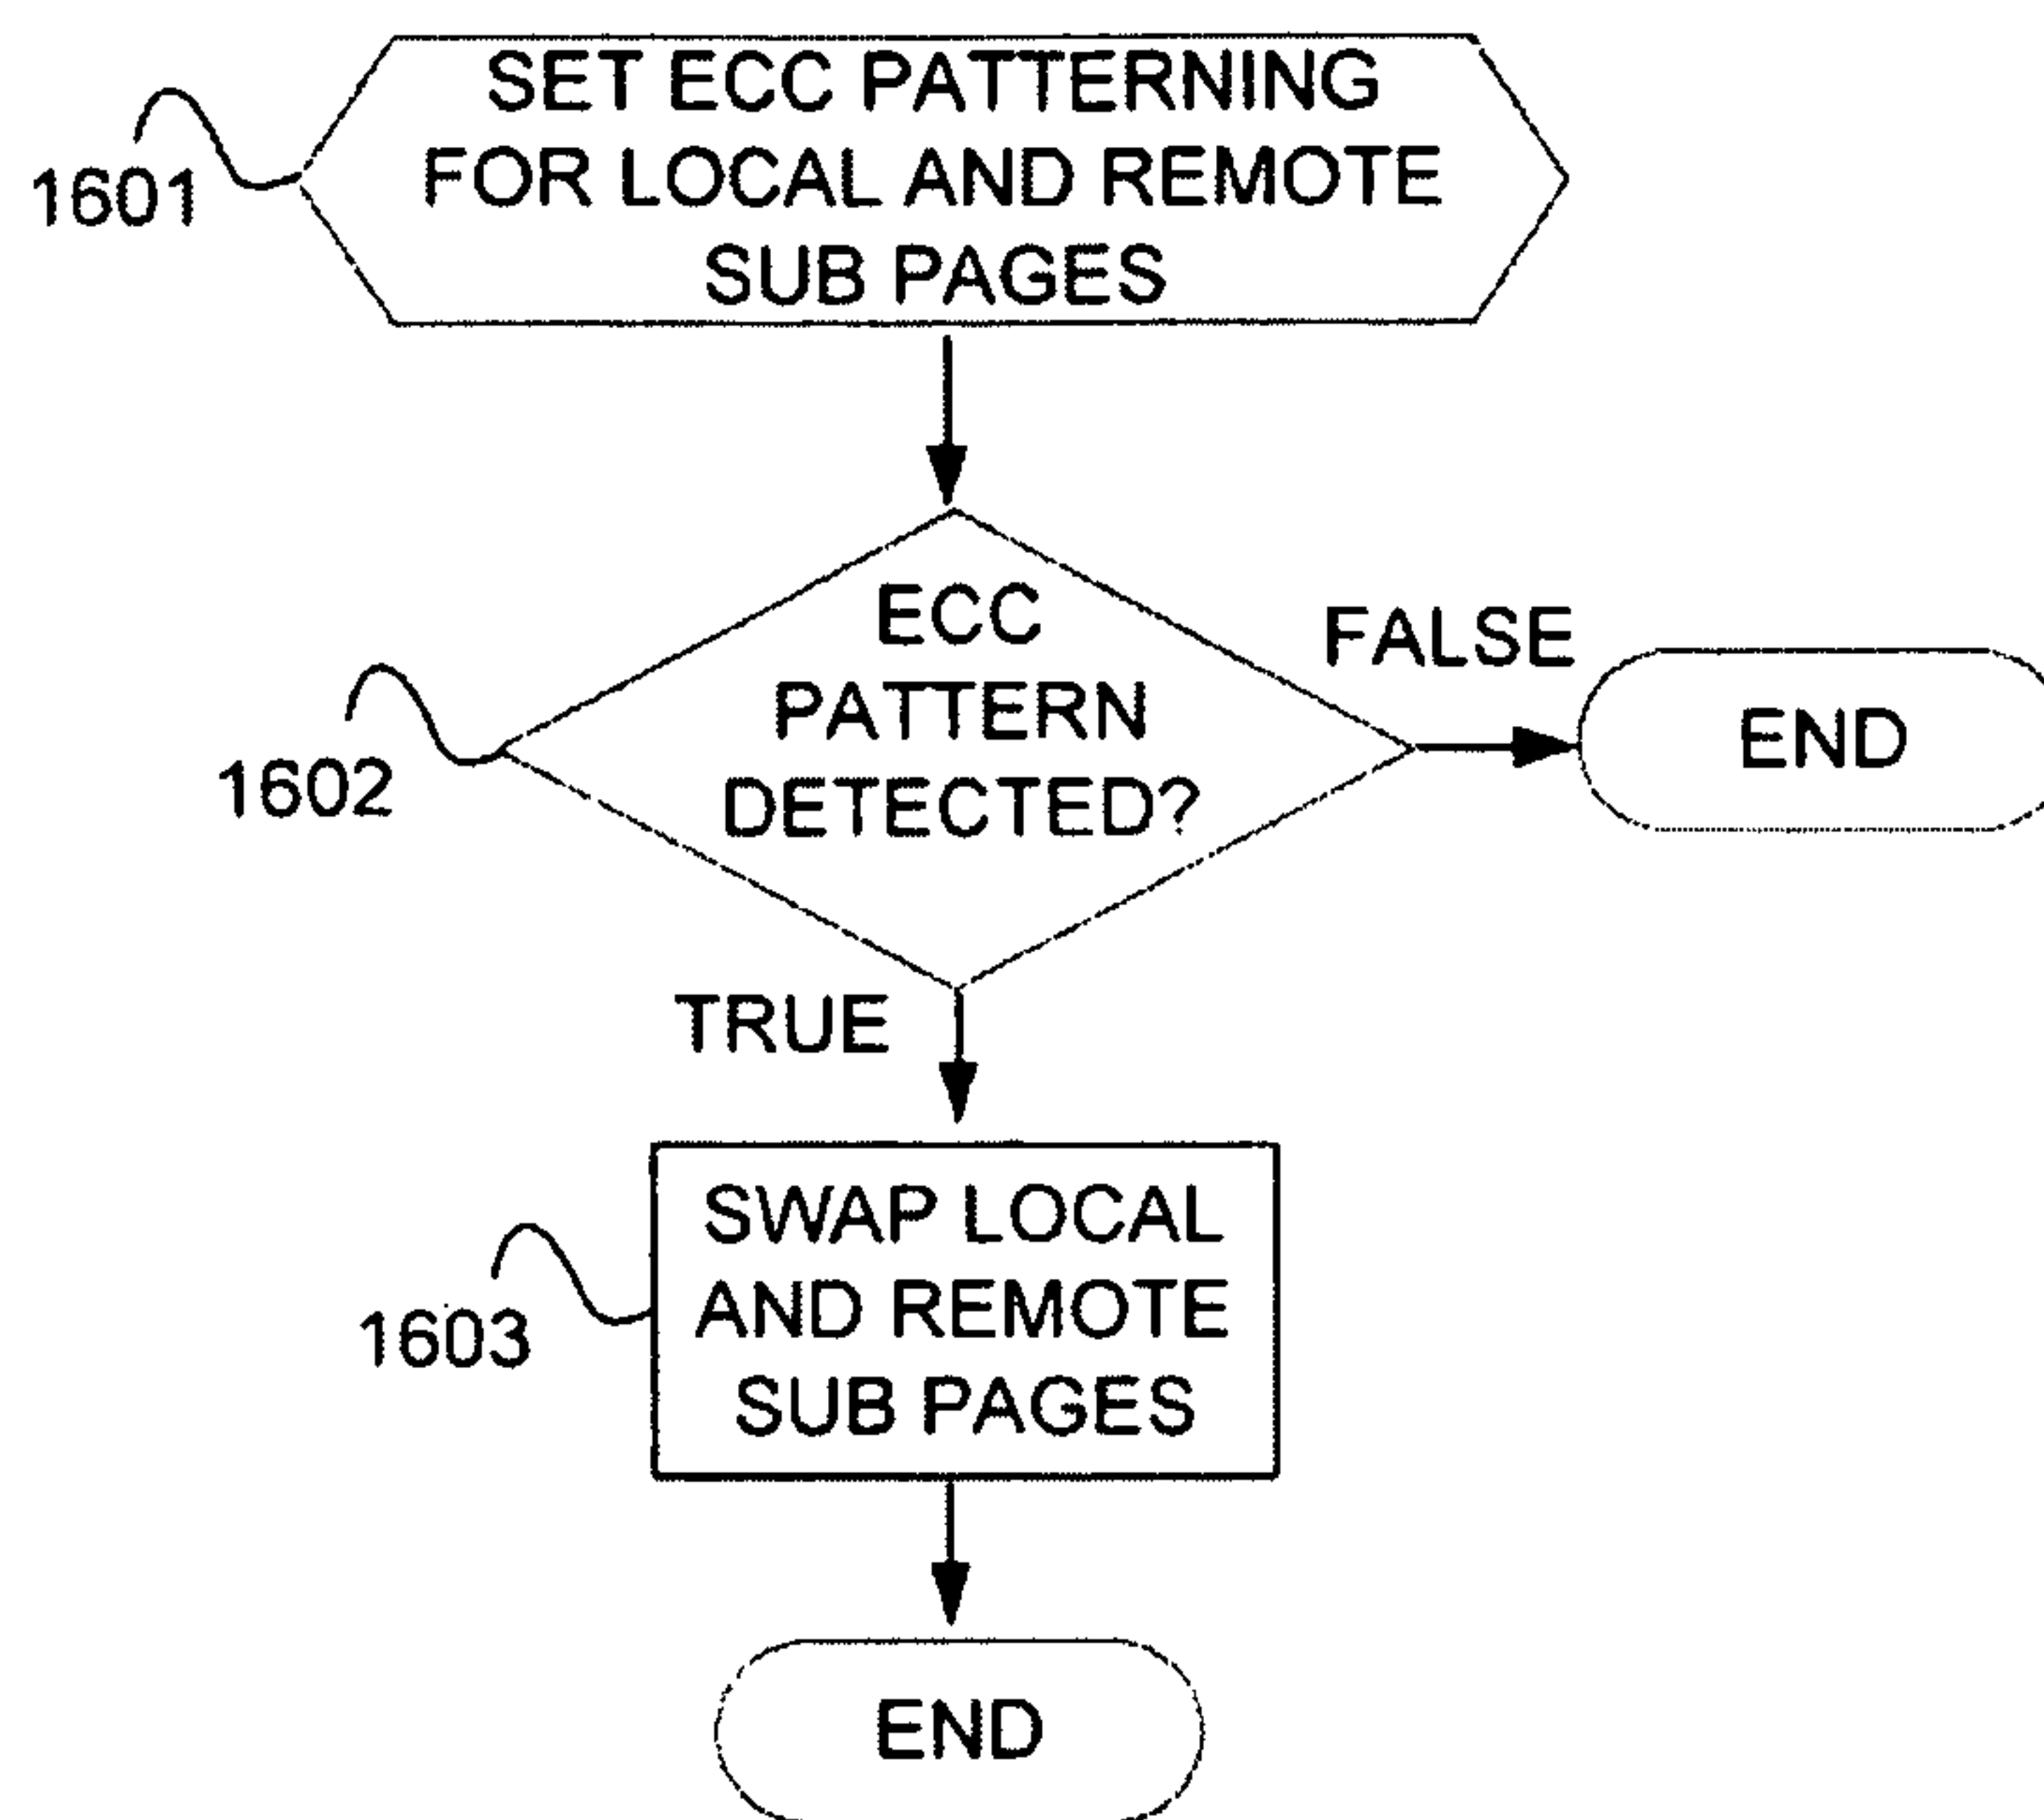 SET ECC PATTERNING
FOR LOCAL AND REMOTE
SUB PAGES
1601
ECC
PATTERN
DETECTED?
1602
FALSE
END
TRUE
SWAP LOCAL
AND REMOTE
SUB PAGES
1603
END